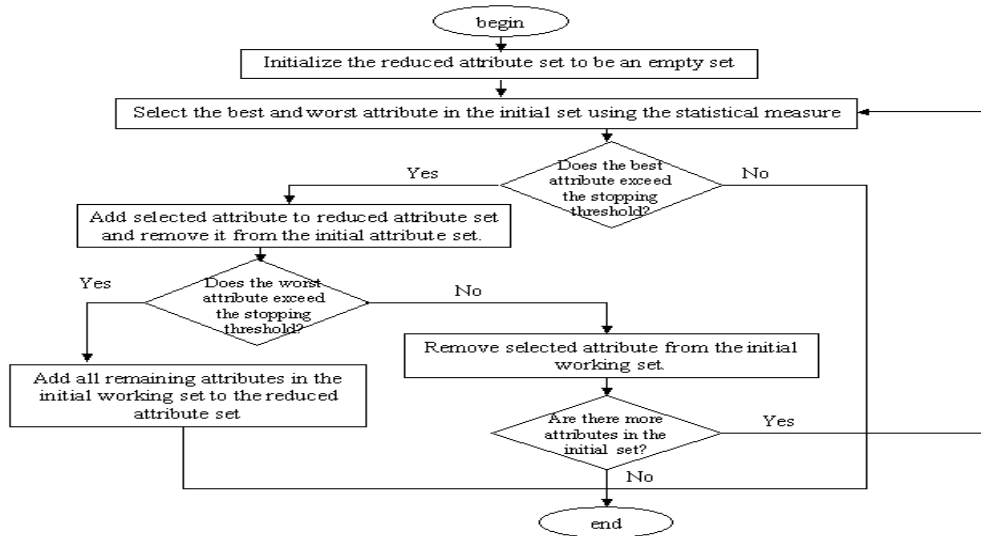 begin
Initialize the reduced attribute set to be an empty set
Select the best and worst attribute in the initial set using the statistical measure
Does the best
attribute exceed
the stopping
threshold?
Yes
No
Add selected attribute to reduced attribute set
and remove it from the initial attribute set.
Does the worst
attribute exceed
the stopping
threshold?
Yes
No
Remove selected attribute from the initial
working set.
Add all remaining attributes in the
initial working set to the reduced
attribute set
Are there more
attributes in the
initial set?
Yes
No
end